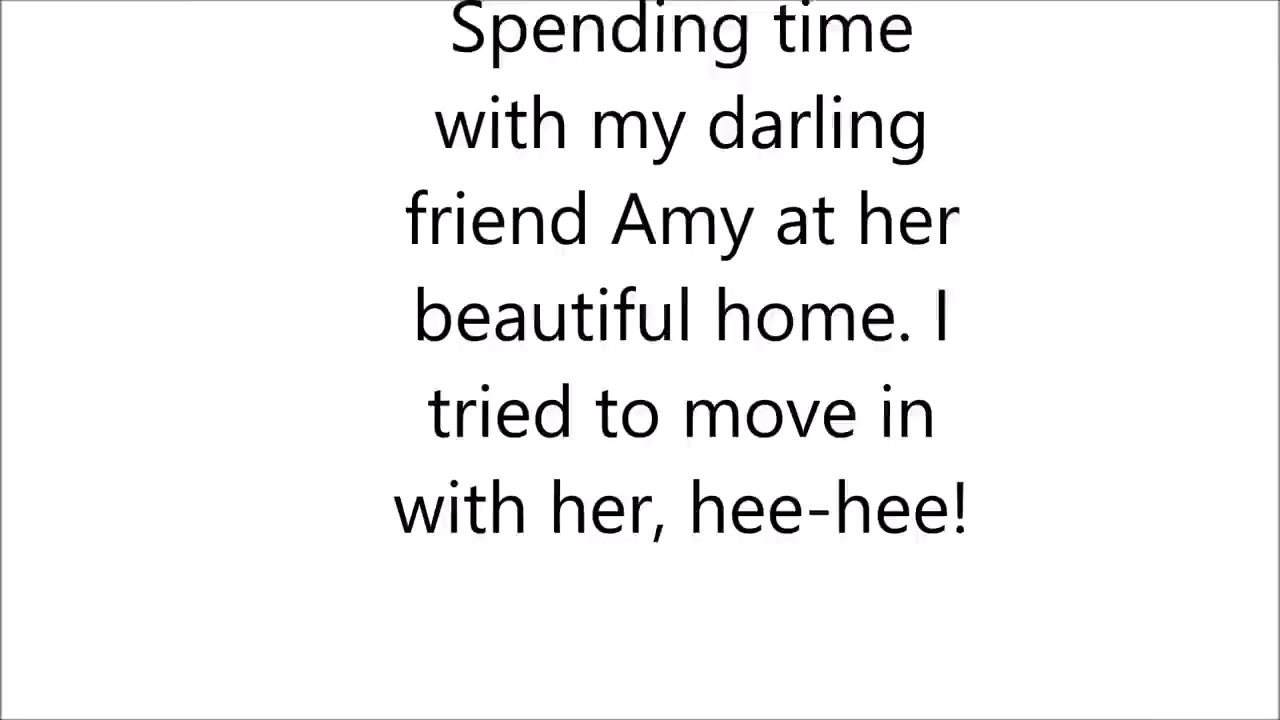 Spending time
with my darling
friend Amy at her
beautiful home. I
tried to move in
with her, hee-hee!